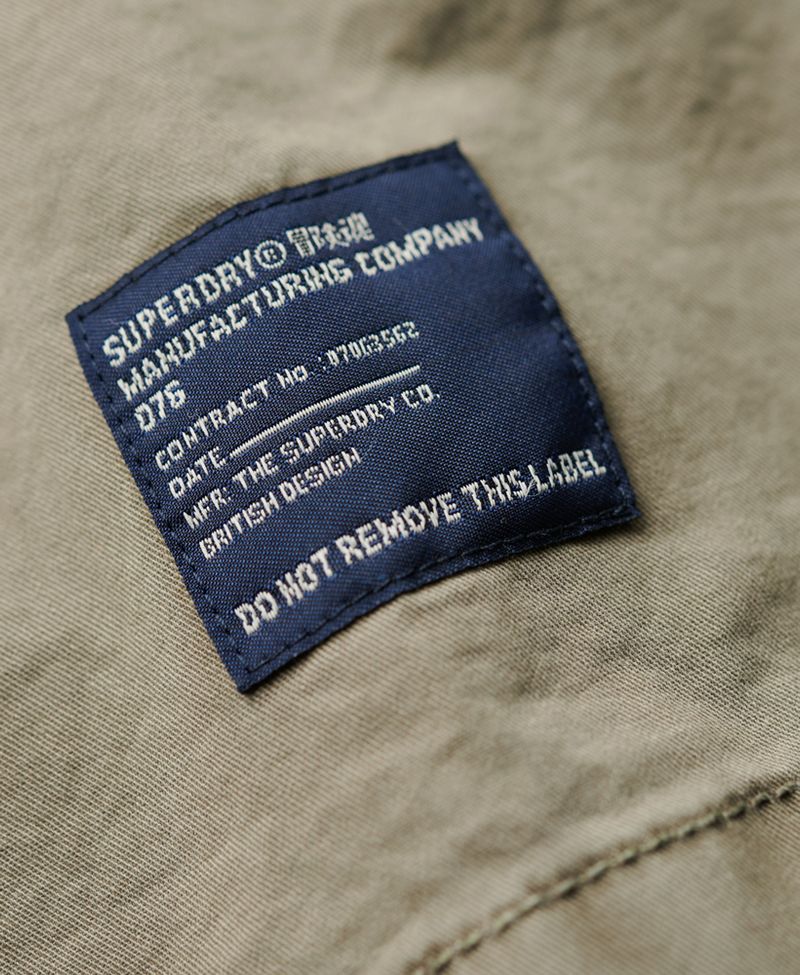 SUPERDRY® 冒険魂
MANUFACTURING COMPANY
076
CONTRACT NO :07063562
DATE
MFR: THE SUPERDRY CO.
BRITISH DESIGN
DO NOT REMOVE THIS LABEL